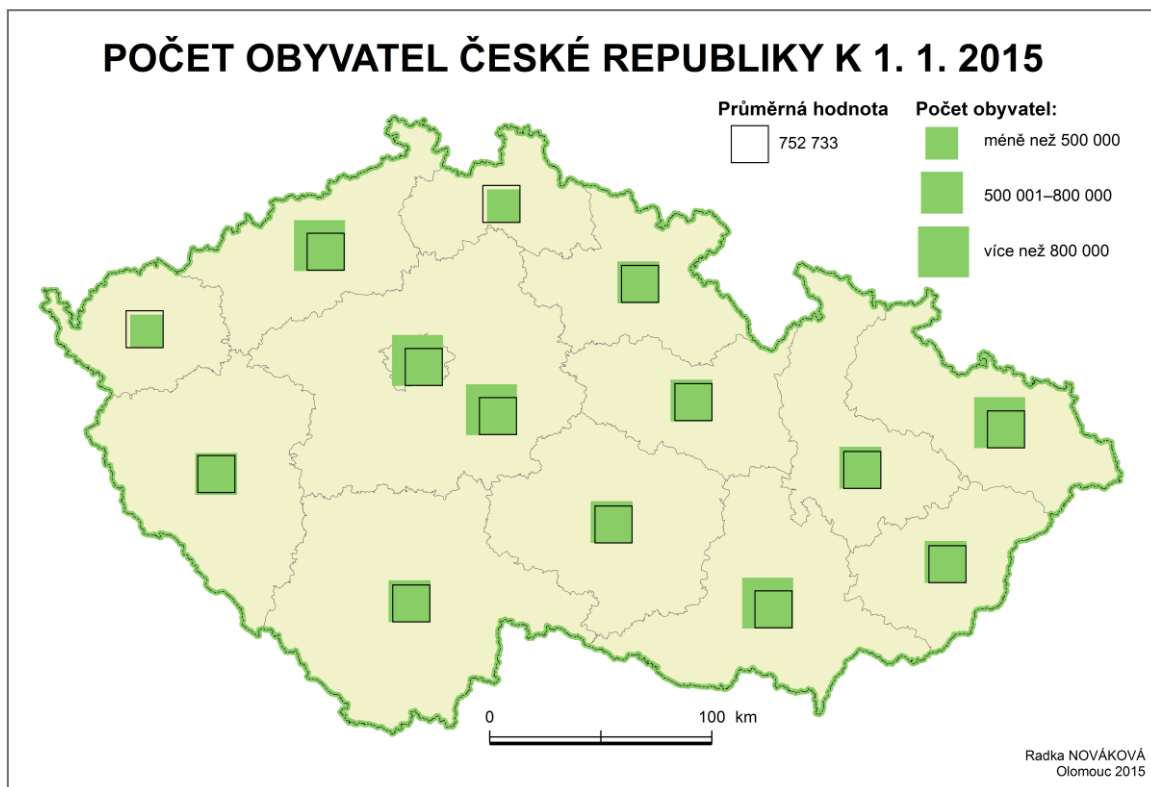 POČET OBYVATEL ČESKÉ REPUBLIKY K 1. 1. 2015
Průměrná hodnota
752 733
Počet obyvatel:
méně než 500 000
500 001–800 000
více než 800 000
0 100 km
Radka NOVÁKOVÁ
Olomouc 2015